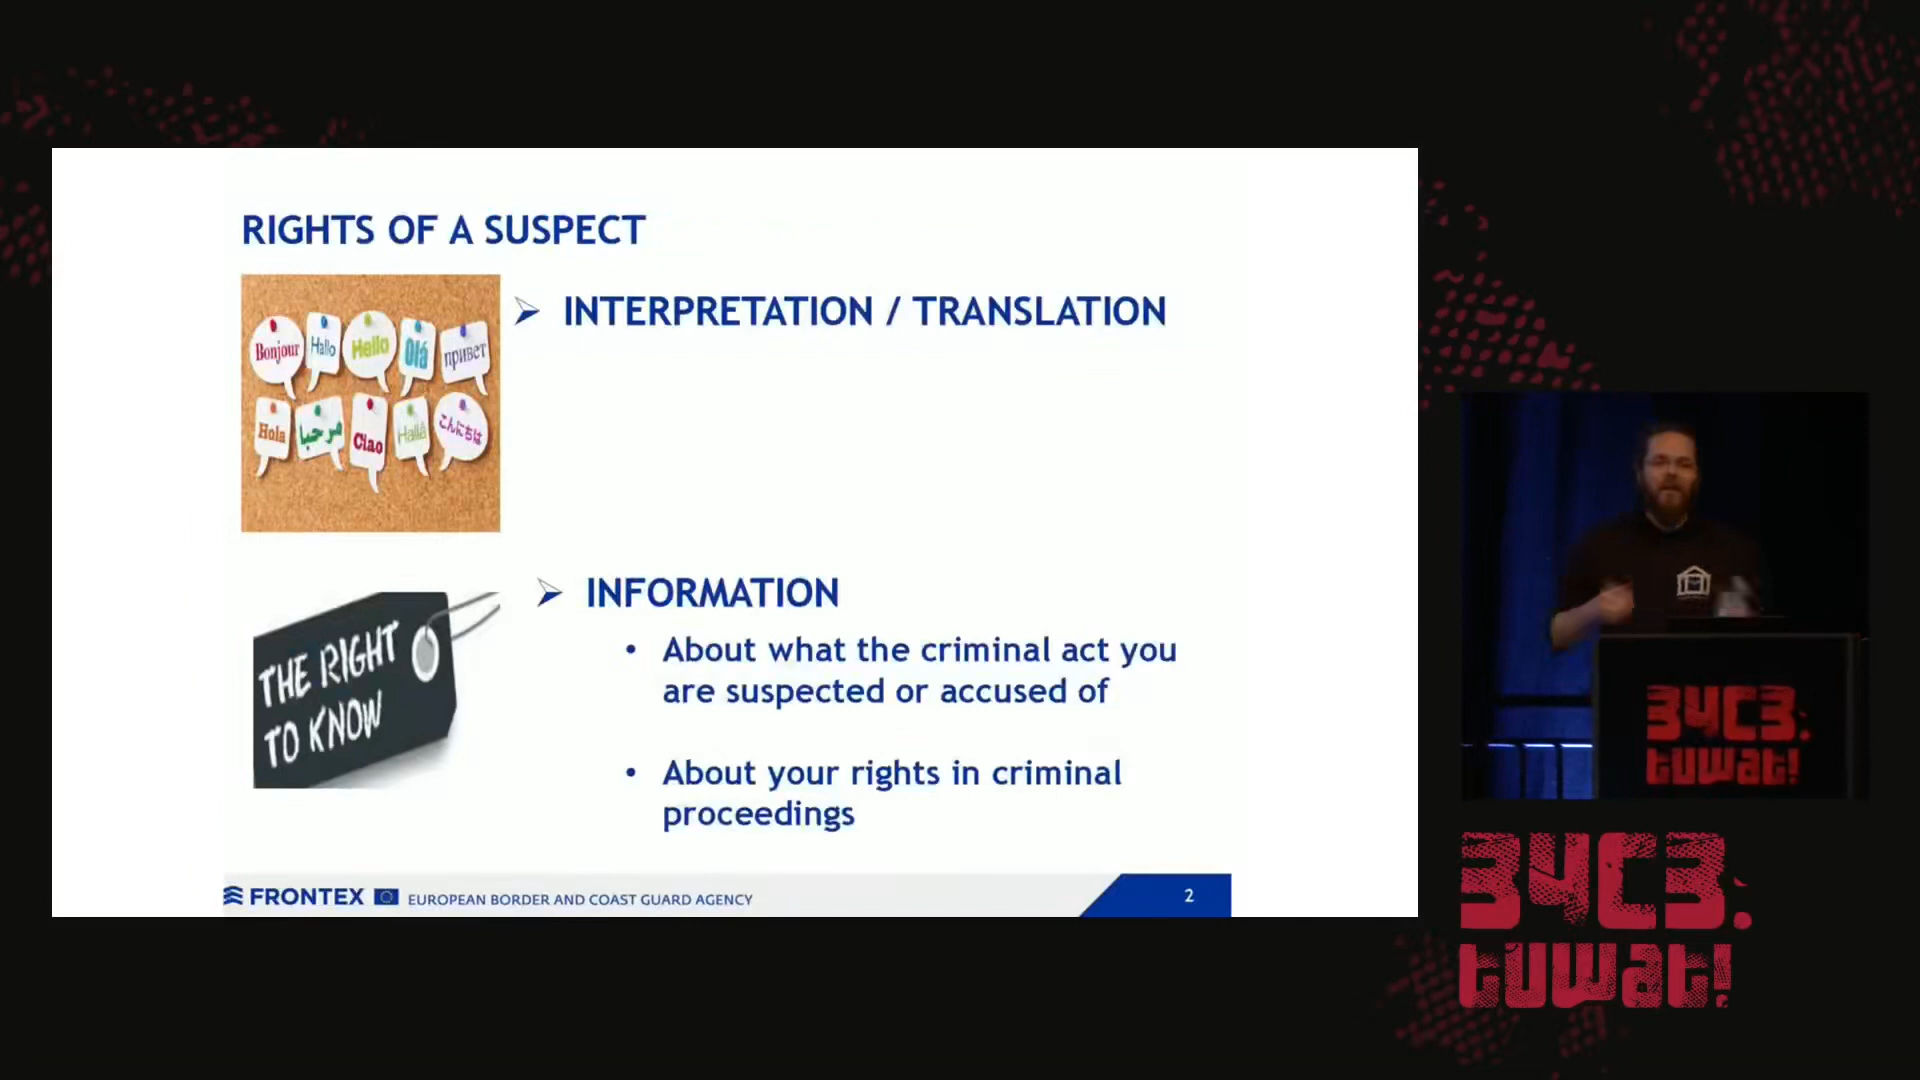 RIGHTS OF A SUSPECT
➢ INTERPRETATION / TRANSLATION
Bonjour
Hallo
Hello
Olá
привет
Hola
مرحبا
Ciao
Hallå
こんにちは
➢ INFORMATION
• About what the criminal act you
are suspected or accused of
• About your rights in criminal
proceedings
THE RIGHT
TO KNOW
FRONTEX EUROPEAN BORDER AND COAST GUARD AGENCY
2
34C3.
tuwat!
34C3.
tuwat!